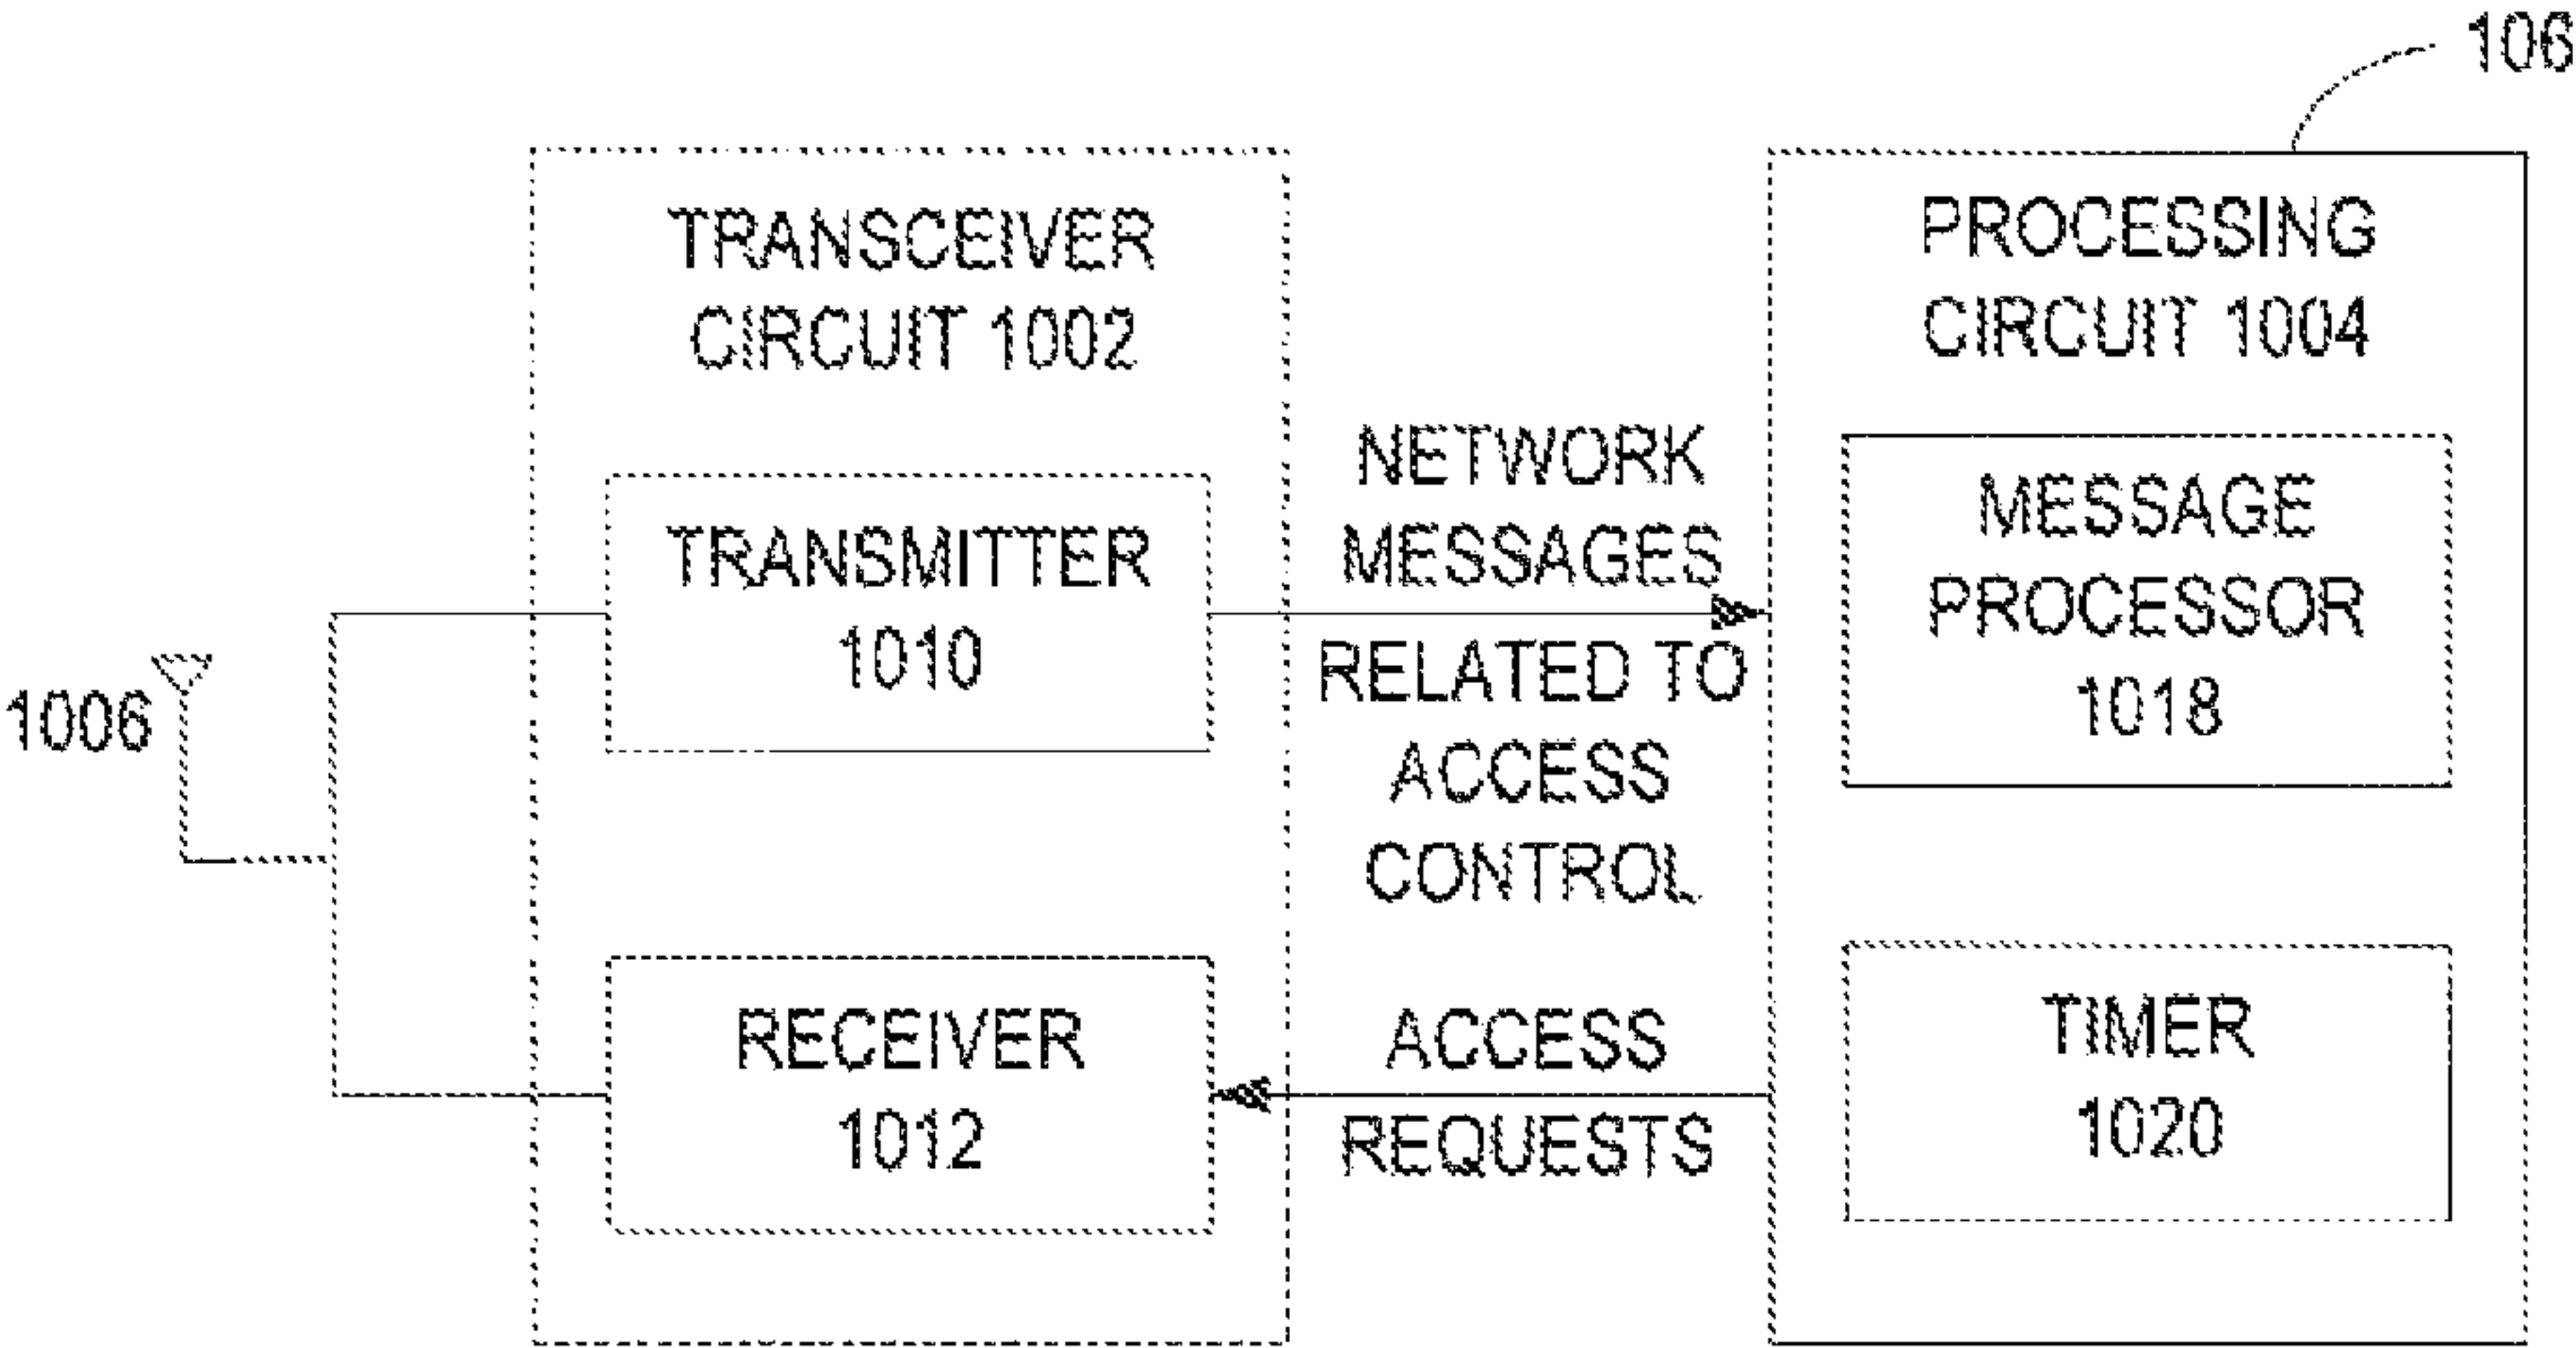 106
TRANSCEIVER
CIRCUIT 1002
PROCESSING
CIRCUIT 1004
NETWORK
MESSAGES
RELATED TO
ACCESS
CONTROL
MESSAGE
PROCESSOR
1018
TRANSMITTER
1010
1006
RECEIVER
1012
ACCESS
REQUESTS
TIMER
1020